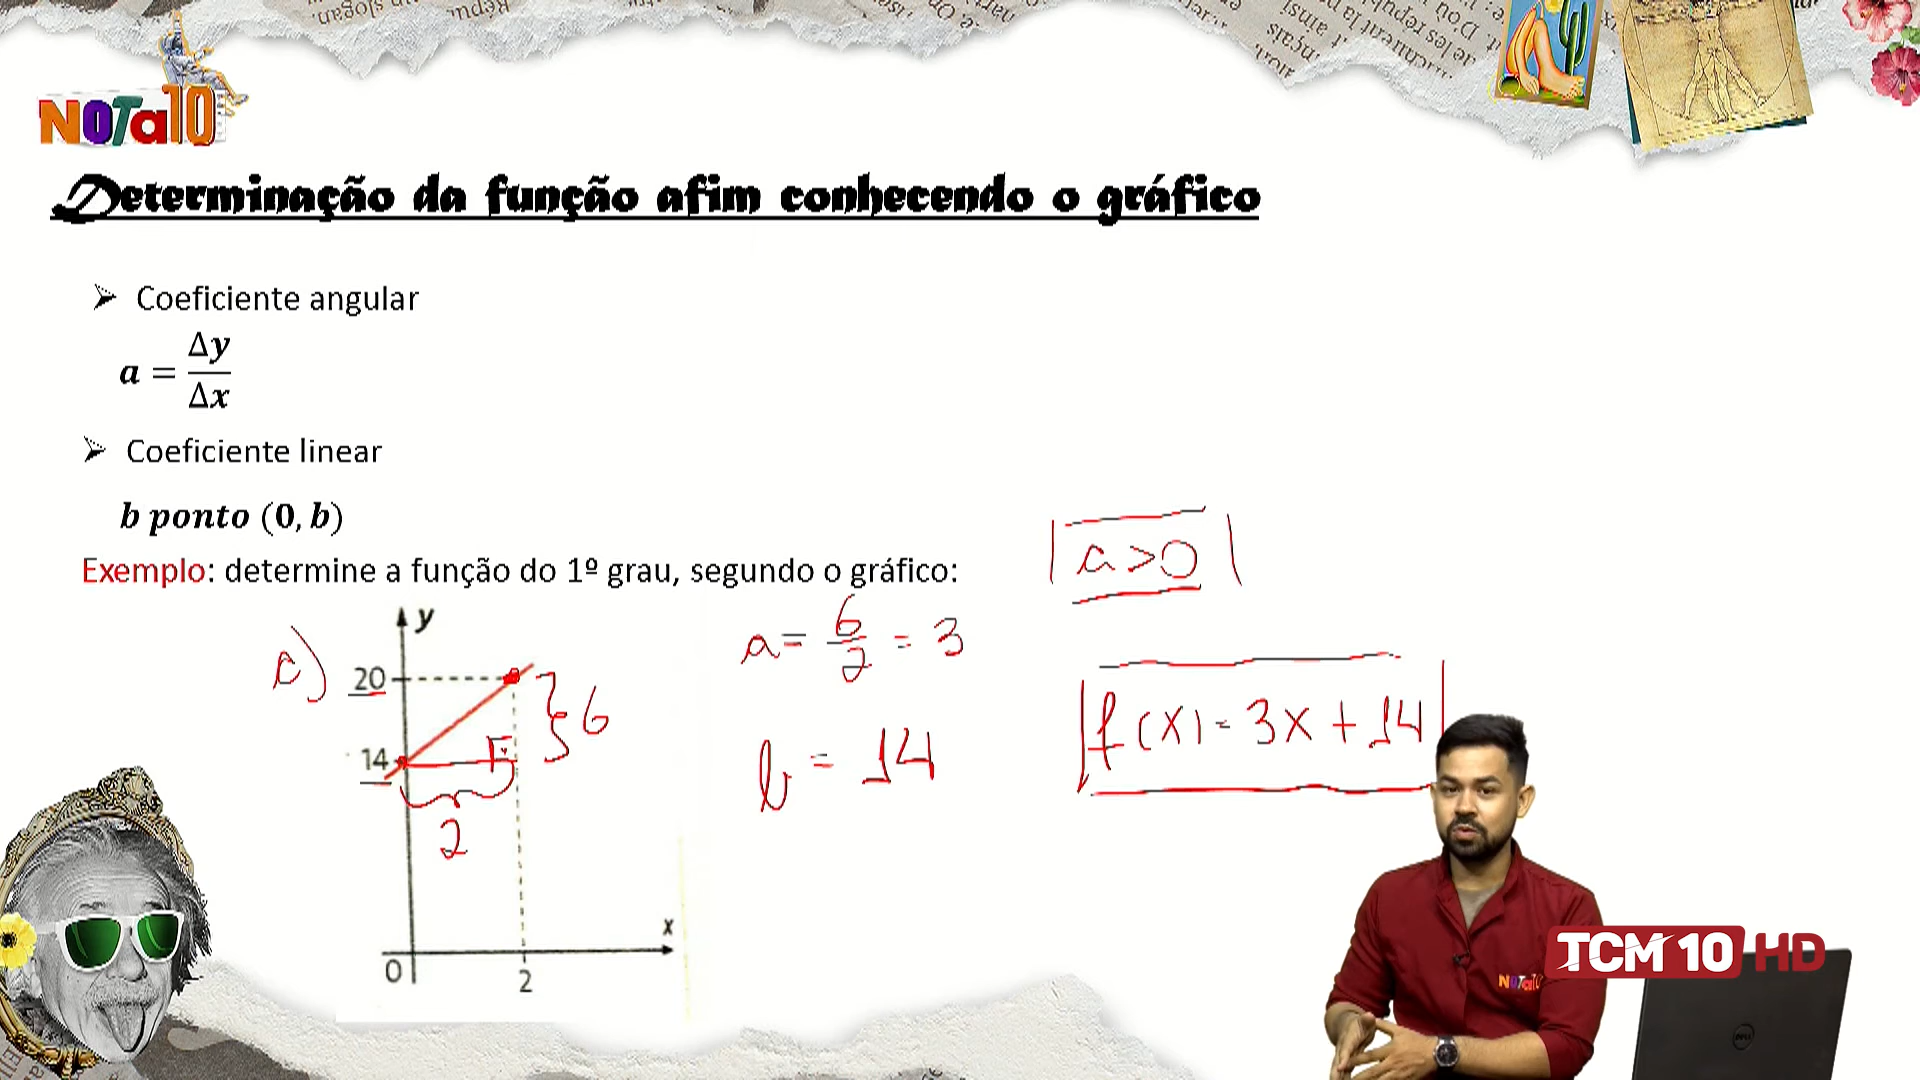 NOTa10
Determinação da função afim conhecendo o gráfico
➢ Coeficiente angular
a = Δy/Δx
➢ Coeficiente linear
b ponto (0, b)
Exemplo: determine a função do 1º grau, segundo o gráfico:
a>0
c)
y
20
14
6
2
0
2
x
a = 6/2 = 3
b = 14
f(x) = 3x + 14
NOTa10
TCM 10 HD
DELL